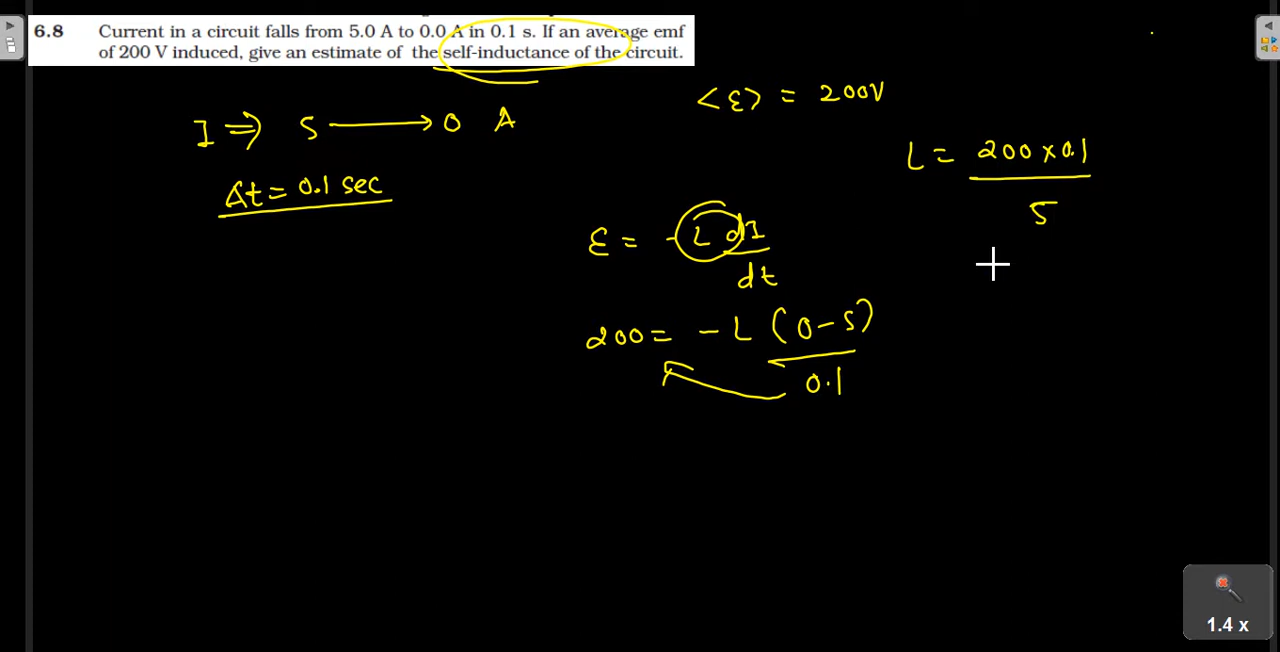 6.8 Current in a circuit falls from 5.0 A to 0.0 A in 0.1 s. If an average emf
of 200 V induced, give an estimate of the self-inductance of the circuit.
<ε> = 200V
I ⇒ 5 → 0 A
L = 200 × 0.1 / 5
Δt = 0.1 sec
ε = -L dI / dt
200 = - L (0 - 5) / 0.1
1.4 x